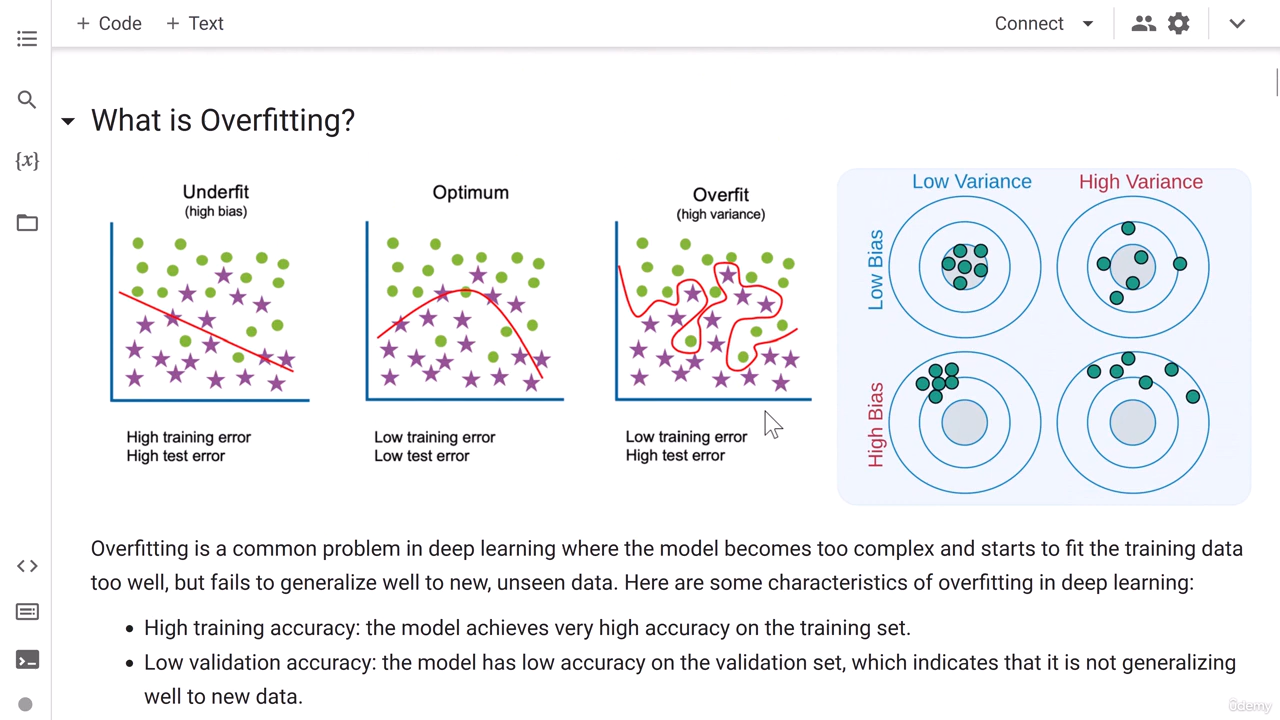 + Code + Text
Connect
What is Overfitting?
{x}
Underfit
(high bias)
High training error
High test error
Optimum
Low training error
Low test error
Overfit
(high variance)
Low training error
High test error
Low Variance High Variance
Low Bias
High Bias
Overfitting is a common problem in deep learning where the model becomes too complex and starts to fit the training data
too well, but fails to generalize well to new, unseen data. Here are some characteristics of overfitting in deep learning:
• High training accuracy: the model achieves very high accuracy on the training set.
• Low validation accuracy: the model has low accuracy on the validation set, which indicates that it is not generalizing
well to new data.
ûdemy